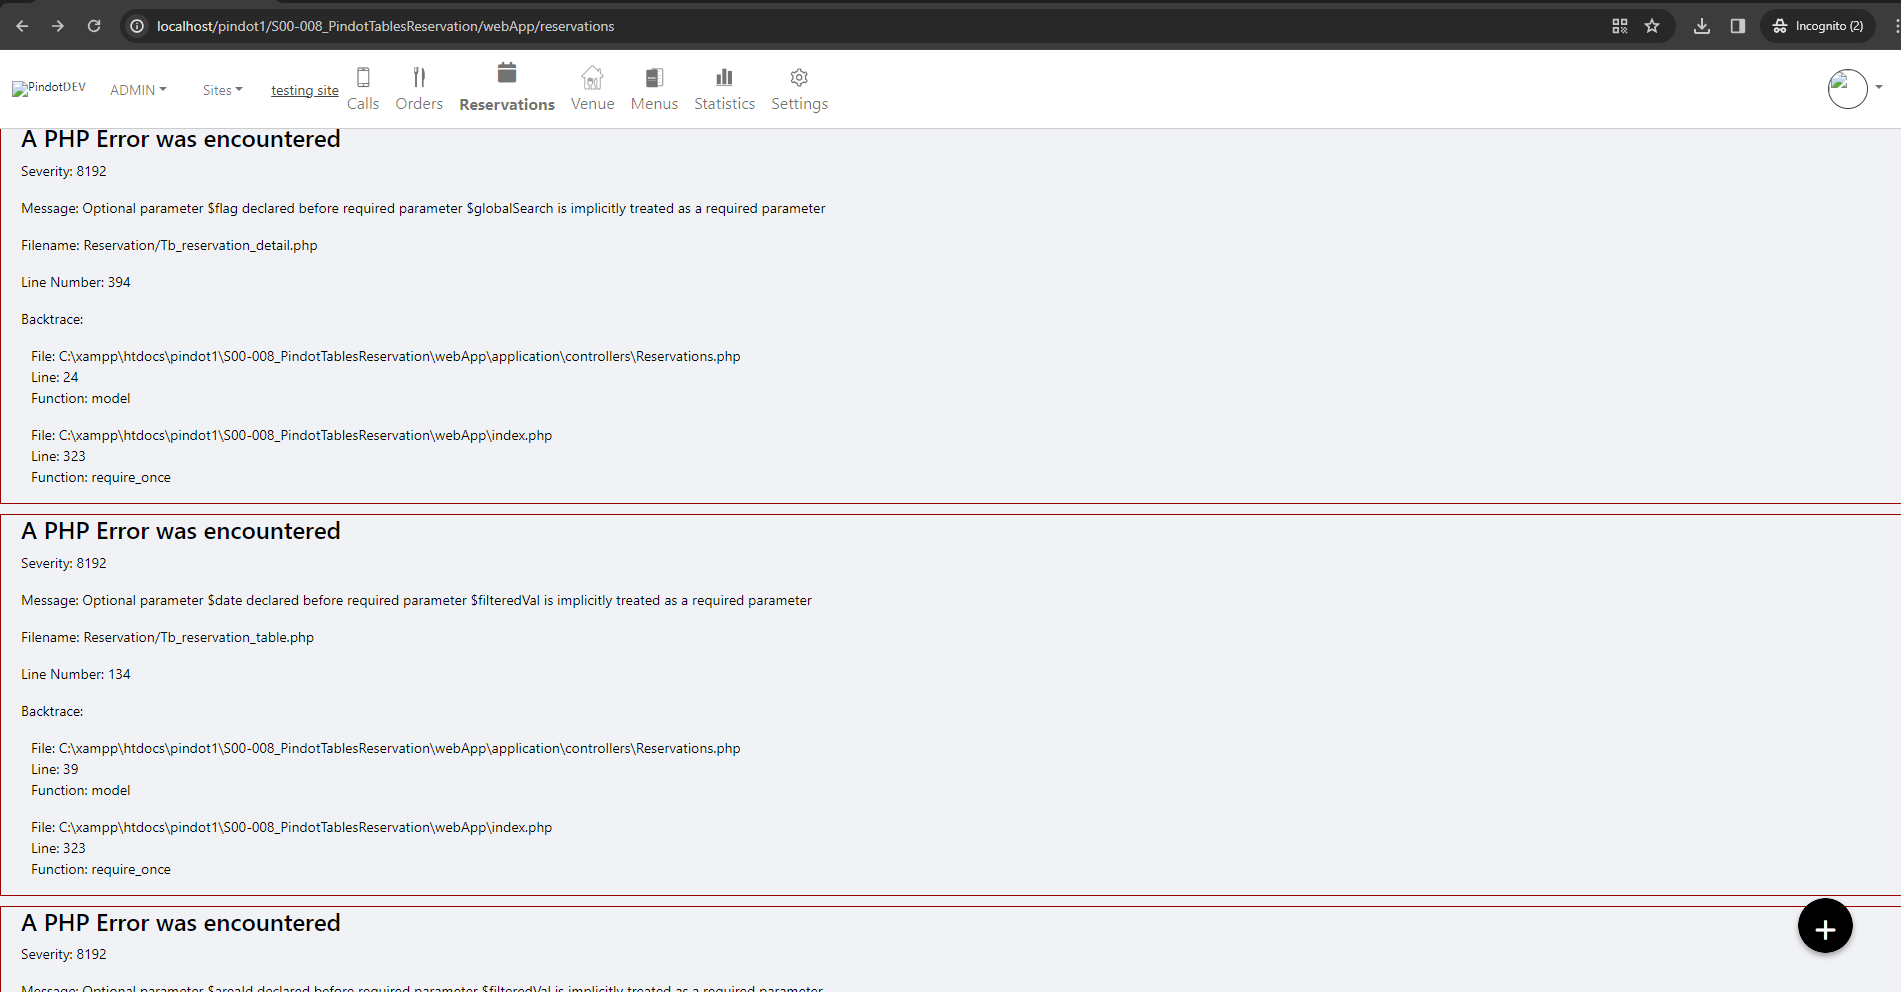 localhost/pindot1/S00-008_PindotTablesReservation/webApp/reservations
Incognito (2)
PindotDEV
ADMIN
Sites
testing site
Calls
Orders
Reservations
Venue
Menus
Statistics
Settings
A PHP Error was encountered
Severity: 8192
Message: Optional parameter $flag declared before required parameter $globalSearch is implicitly treated as a required parameter
Filename: Reservation/Tb_reservation_detail.php
Line Number: 394
Backtrace:
File: C:\xampp\htdocs\pindot1\S00-008_PindotTablesReservation\webApp\application\controllers\Reservations.php
Line: 24
Function: model
File: C:\xampp\htdocs\pindot1\S00-008_PindotTablesReservation\webApp\index.php
Line: 323
Function: require_once
A PHP Error was encountered
Severity: 8192
Message: Optional parameter $date declared before required parameter $filteredVal is implicitly treated as a required parameter
Filename: Reservation/Tb_reservation_table.php
Line Number: 134
Backtrace:
File: C:\xampp\htdocs\pindot1\S00-008_PindotTablesReservation\webApp\application\controllers\Reservations.php
Line: 39
Function: model
File: C:\xampp\htdocs\pindot1\S00-008_PindotTablesReservation\webApp\index.php
Line: 323
Function: require_once
A PHP Error was encountered
Severity: 8192
Message: Optional parameter $areaId declared before required parameter $filteredVal is implicitly treated as a required parameter